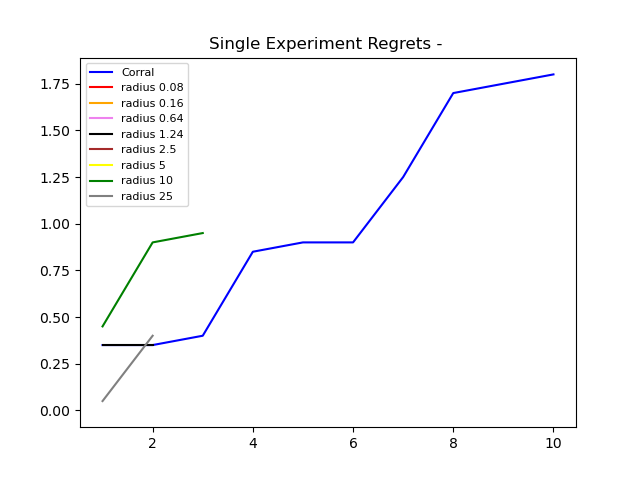 Single Experiment Regrets -
Corral
radius 0.08
radius 0.16
radius 0.64
radius 1.24
radius 2.5
radius 5
radius 10
radius 25
1.75
1.50
1.25
1.00
0.75
0.50
0.25
0.00
2 4 6 8 10